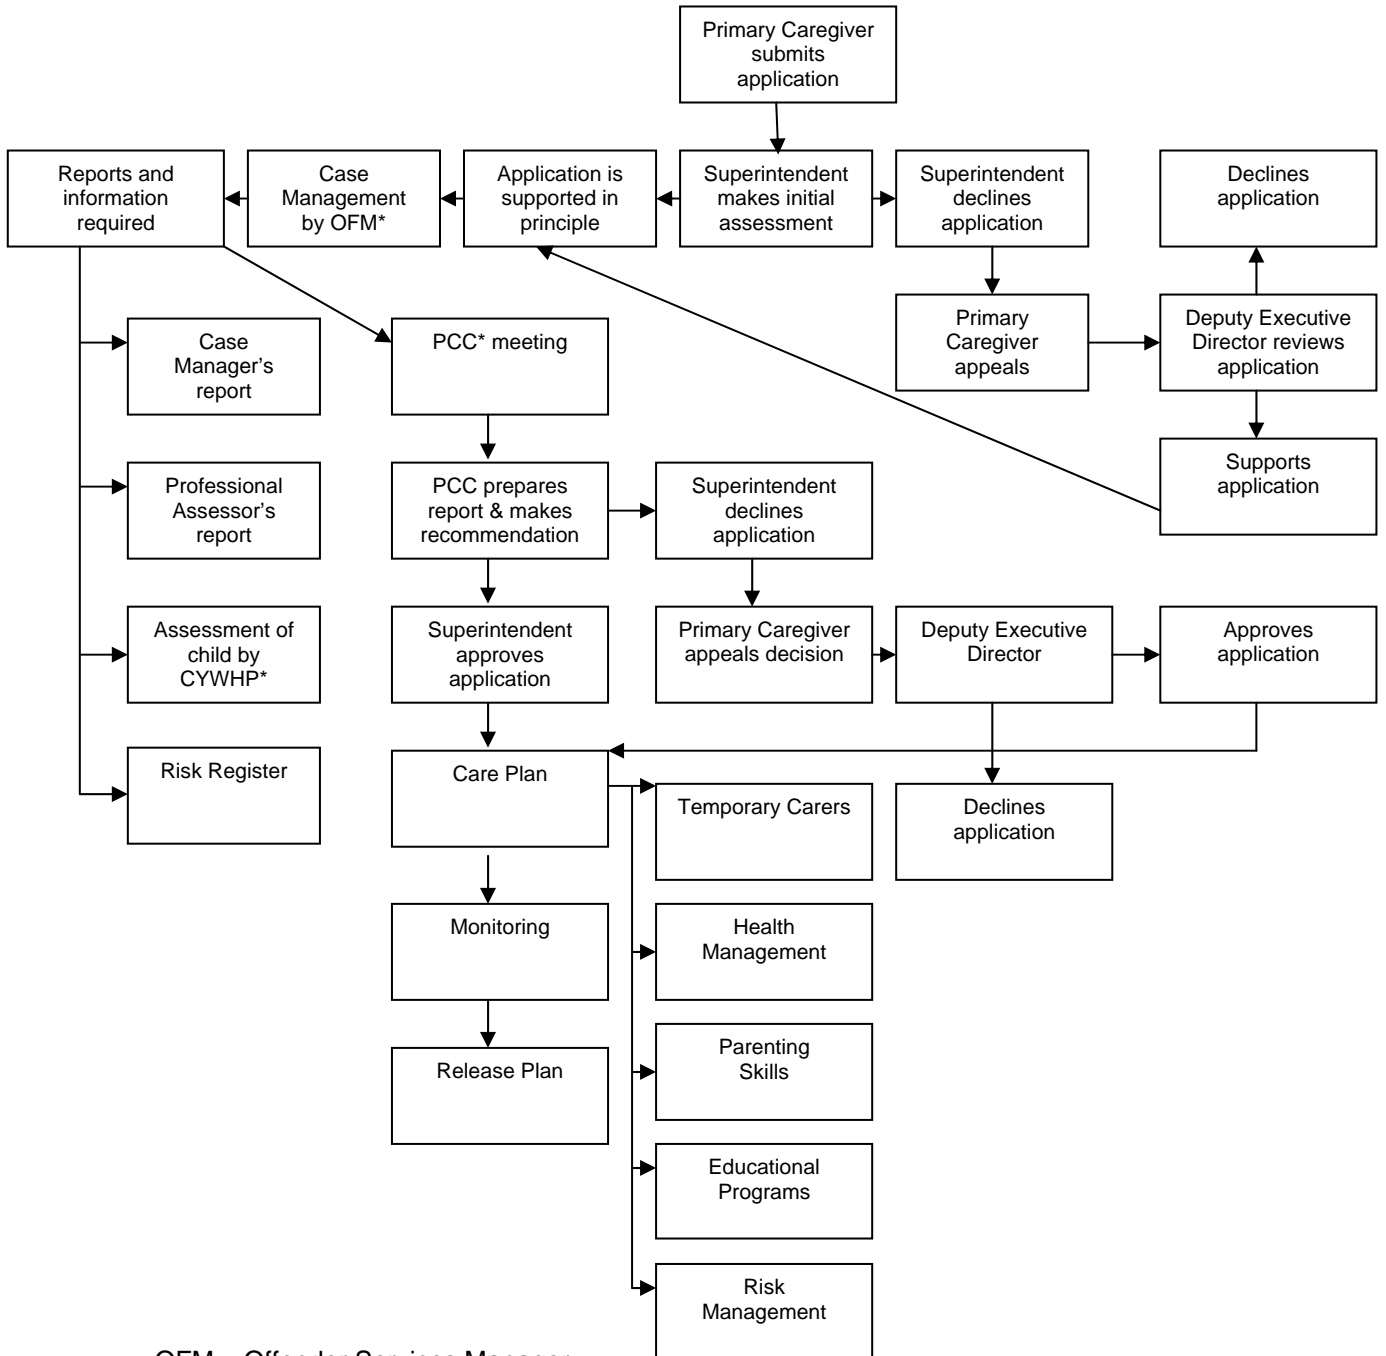 Primary Caregiver
submits
application
Reports and
information
required
Case
Management
by OFM*
Application is
supported in
principle
Superintendent
makes initial
assessment
Superintendent
declines
application
Declines
application
Primary
Caregiver
appeals
Deputy Executive
Director reviews
application
Case
Manager's
report
PCC* meeting
Supports
application
Professional
Assessor's
report
PCC prepares
report & makes
recommendation
Superintendent
declines
application
Assessment of
child by
CYWHP*
Superintendent
approves
application
Primary Caregiver
appeals decision
Deputy Executive
Director
Approves
application
Risk Register
Care Plan
Temporary Carers
Declines
application
Monitoring
Health
Management
Release Plan
Parenting
Skills
Educational
Programs
Risk
Management
OFM – Offender Services Manager